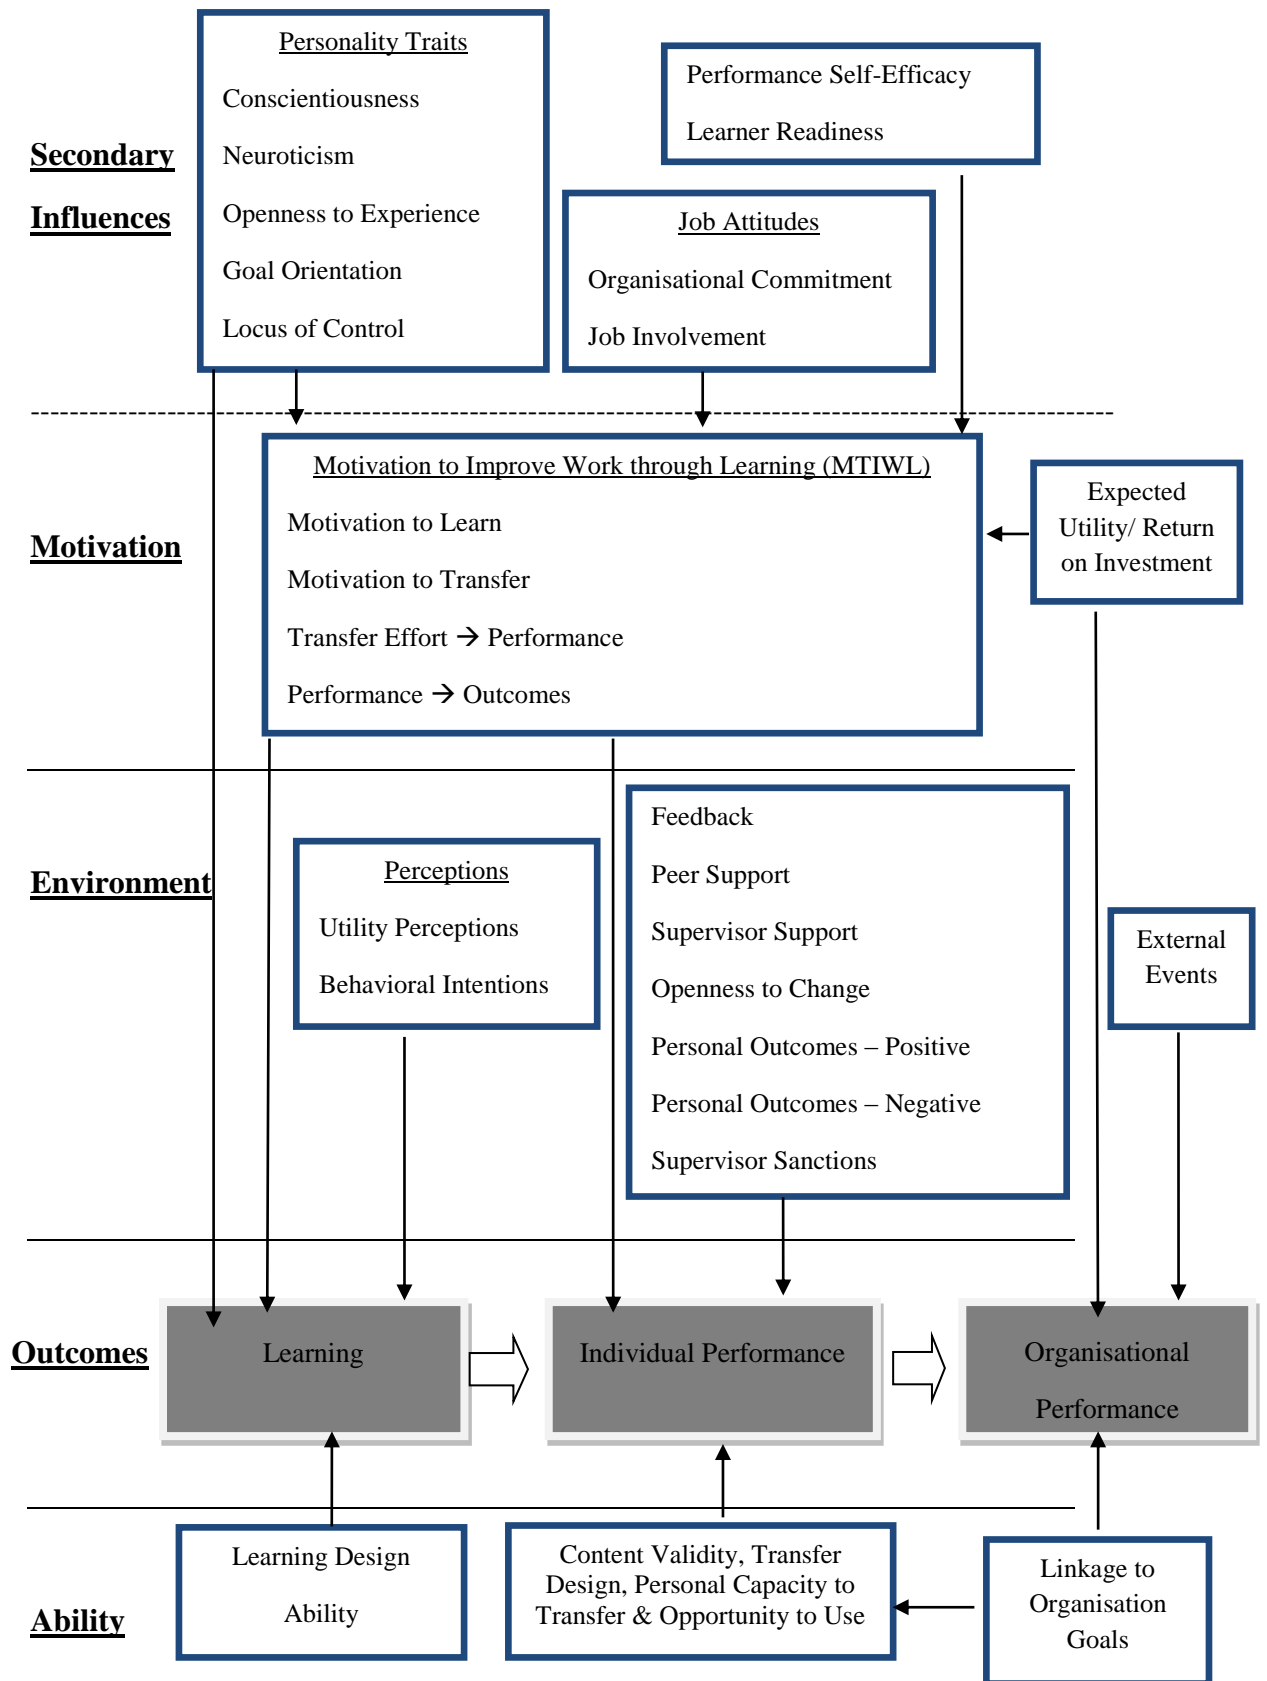 Personality Traits
Conscientiousness
Neuroticism
Openness to Experience
Goal Orientation
Locus of Control
Performance Self-Efficacy
Learner Readiness
Secondary
Influences
Job Attitudes
Organisational Commitment
Job Involvement
Motivation to Improve Work through Learning (MTIWL)
Motivation to Learn
Motivation to Transfer
Transfer Effort → Performance
Performance → Outcomes
Motivation
Expected
Utility/ Return
on Investment
Environment
Perceptions
Utility Perceptions
Behavioral Intentions
Feedback
Peer Support
Supervisor Support
Openness to Change
Personal Outcomes – Positive
Personal Outcomes – Negative
Supervisor Sanctions
External
Events
Outcomes
Learning
Individual Performance
Organisational
Performance
Ability
Learning Design
Ability
Content Validity, Transfer
Design, Personal Capacity to
Transfer & Opportunity to Use
Linkage to
Organisation
Goals